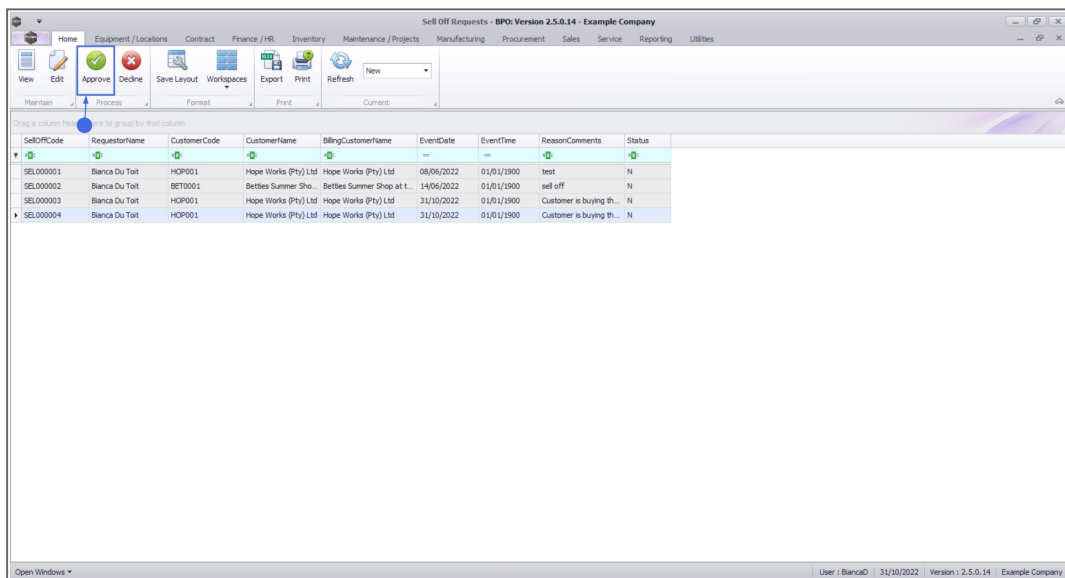 Sell Off Requests - BPO: Version 2.5.0.14 - Example Company
Home Equipment / Locations Contract Finance / HR Inventory Maintenance / Projects Manufacturing Procurement Sales Service Reporting Utilities
View Edit Approve Decline Save Layout Workspaces Export Print Refresh New
Maintain Process Format Print Current
Drag a column header here to group by that column
SellOffCode RequestorName CustomerCode CustomerName BillingCustomerName EventDate EventTime ReasonComments Status
SEL000001 Bianca Du Toit HOP001 Hope Works (Pty) Ltd Hope Works (Pty) Ltd 08/06/2022 01/01/1900 test N
SEL000002 Bianca Du Toit BET0001 Betties Summer Sho... Betties Summer Shop at t... 14/06/2022 01/01/1900 sell off N
SEL000003 Bianca Du Toit HOP001 Hope Works (Pty) Ltd Hope Works (Pty) Ltd 31/10/2022 01/01/1900 Customer is buying th... N
SEL000004 Bianca Du Toit HOP001 Hope Works (Pty) Ltd Hope Works (Pty) Ltd 31/10/2022 01/01/1900 Customer is buying th... N
Open Windows User : BiancaD 31/10/2022 Version : 2.5.0.14 Example Company